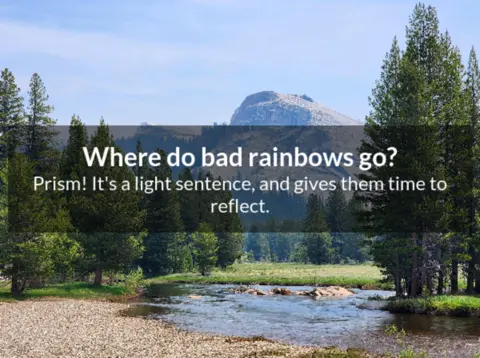 Where do bad rainbows go?
Prism! It's a light sentence, and gives them time to
reflect.